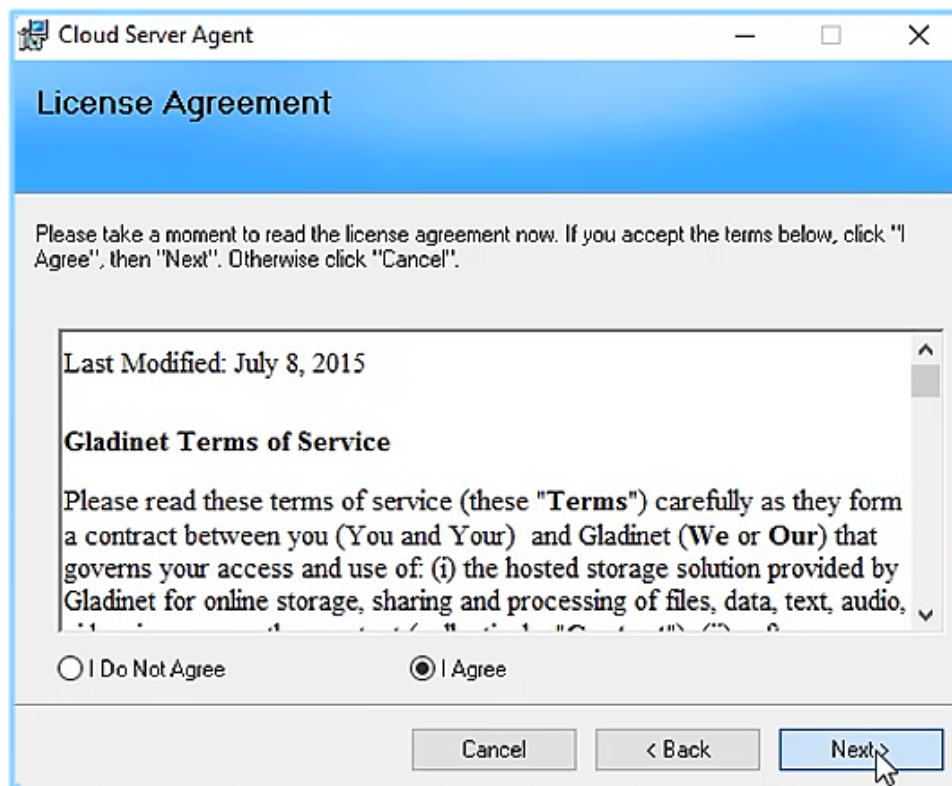 Cloud Server Agent
License Agreement
Please take a moment to read the license agreement now. If you accept the terms below, click "I
Agree", then "Next". Otherwise click "Cancel".
Last Modified: July 8, 2015
Gladinet Terms of Service
Please read these terms of service (these "Terms") carefully as they form
a contract between you (You and Your) and Gladinet (We or Our) that
governs your access and use of: (i) the hosted storage solution provided by
Gladinet for online storage, sharing and processing of files, data, text, audio,
I Do Not Agree
I Agree
Cancel
< Back
Next>